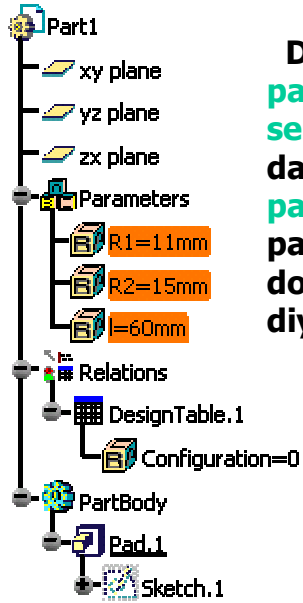 Part1
xy plane
yz plane
zx plane
Parameters
R1=11mm
R2=15mm
l=60mm
Relations
DesignTable.1
Configuration=0
PartBody
Pad.1
Sketch.1
D
pa
se
da
pa
pa
do
diy